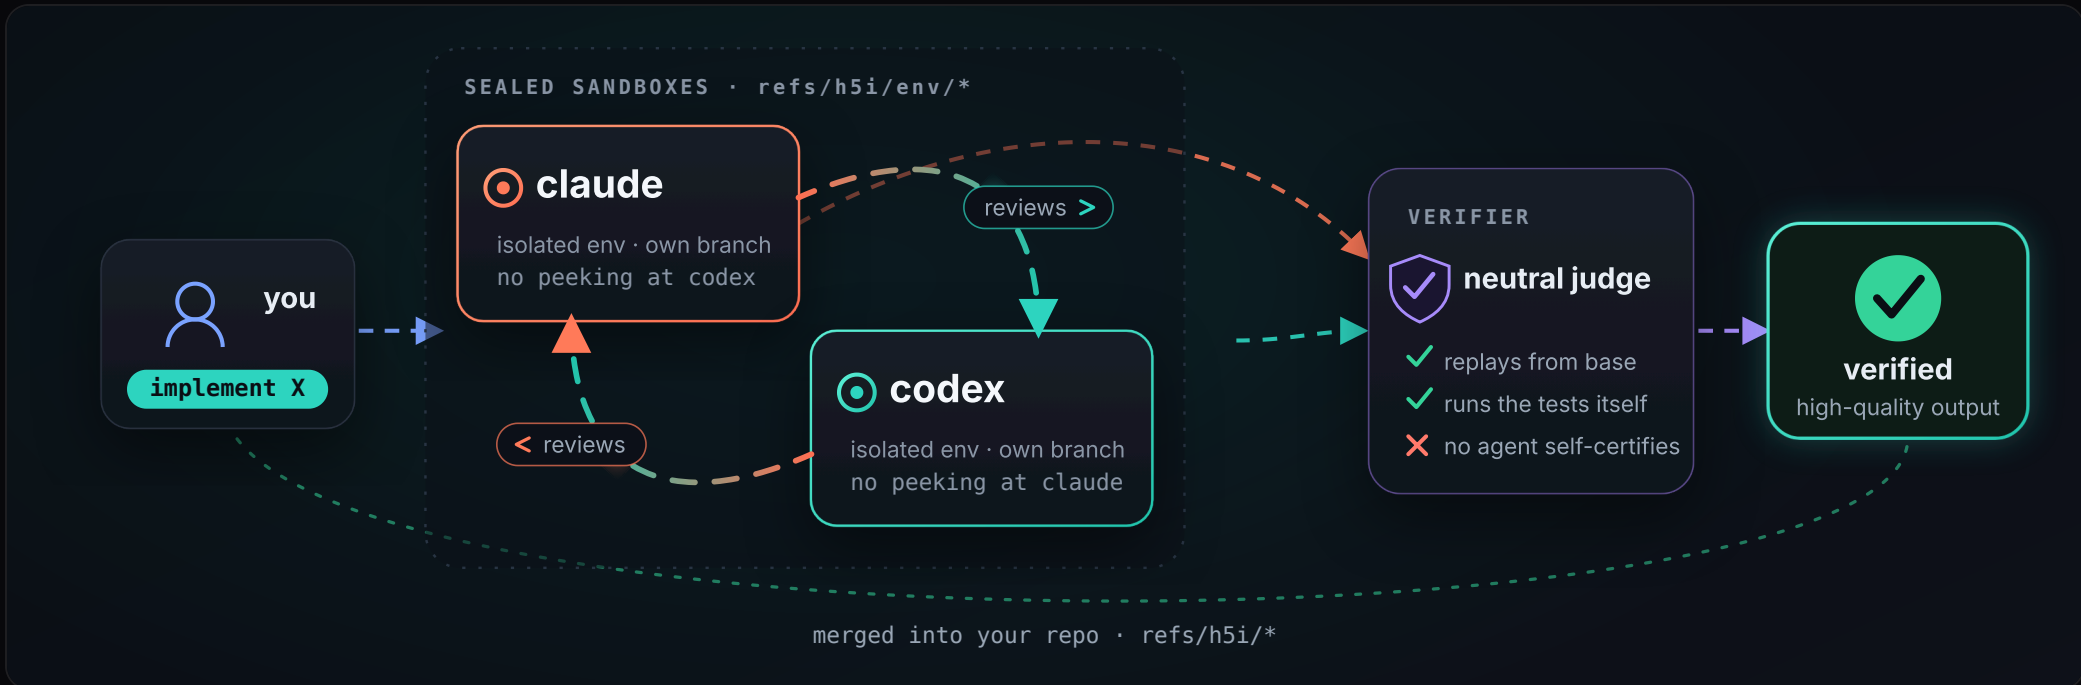 SEALED SANDBOXES · refs/h5i/env/*
claude
isolated env · own branch
no peeking at codex
reviews >
you
implement X
< reviews
codex
isolated env · own branch
no peeking at claude
VERIFIER
neutral judge
replays from base
runs the tests itself
no agent self-certifies
verified
high-quality output
merged into your repo · refs/h5i/*